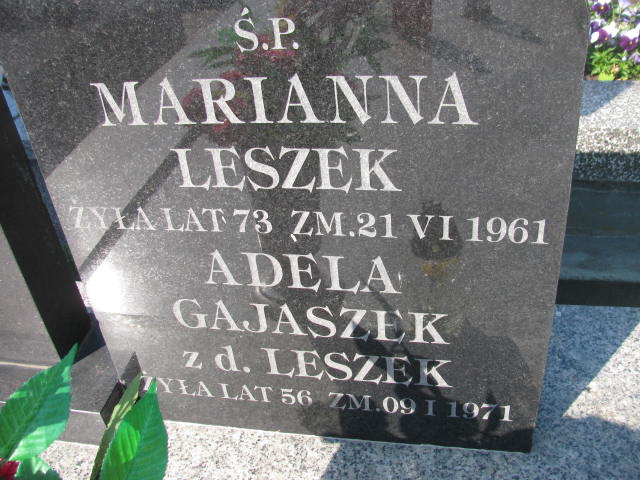 Ś.P.
MARIANNA
LESZEK
ŻYŁA LAT 73 ZM.21 VI 1961
ADELA
GAJASZEK
z d. LESZEK
ŻYŁA LAT 56 ZM.09 I 1971